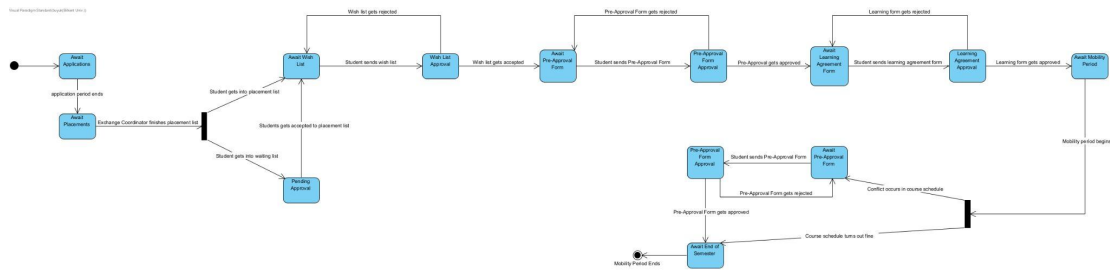 Visual Paradigm Standard(bugra(Bilkent Univ.))
Wish list gets rejected
Pre-Approval Form gets rejected
Learning form gets rejected
Await
Applications
Await Wish
List
Student sends wish list
Wish List
Approval
Wish list gets accepted
Await
Pre-Approval
Form
Student sends Pre-Approval Form
Pre-Approval
Form
Approval
Pre-Approval gets approved
Await
Learning
Agreement
Form
Student sends learning agreement form
Learning
Agreement
Approval
Learning form gets approved
Await Mobility
Period
application period ends
Student gets into placement list
Await
Placements
Exchange Coordinator finishes placement list
Students gets accepted to placement list
Student gets into waiting list
Pending
Approval
Mobility period begins
Pre-Approval
Form
Approval
Student sends Pre-Approval Form
Await
Pre-Approval
Form
Pre-Approval Form gets rejected
Conflict occurs in course schedule
Pre-Approval Form gets approved
Course schedule turns out fine
Await End of
Semester
Mobility Period Ends